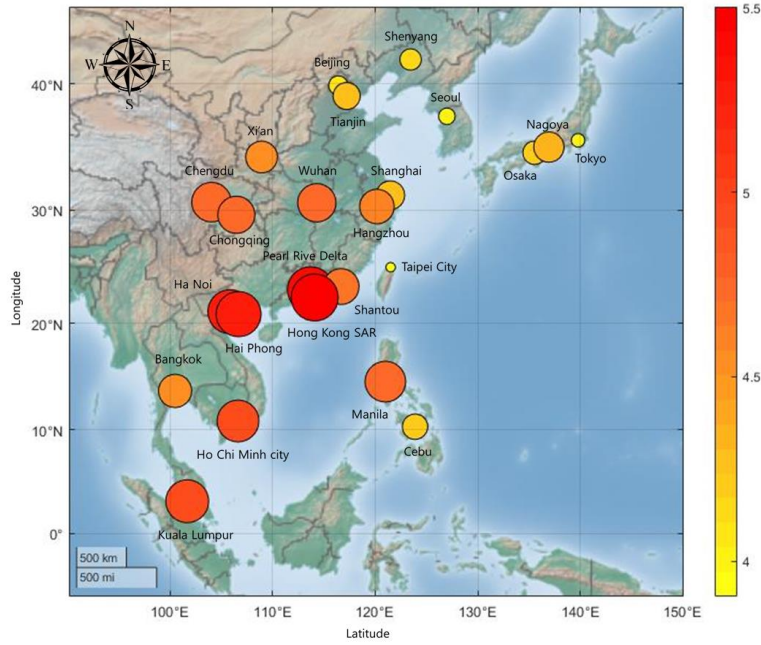 5.5
N
W
E
S
Shenyang
Beijing
40°N
Tianjin
Seoul
Nagoya
Osaka
Tokyo
Xi'an
Chengdu
Wuhan
Shanghai
5
30°N
Chongqing
Hangzhou
Pearl Rive Delta
Taipei City
Ha Noi
Shantou
20°N
Hong Kong SAR
Hai Phong
Bangkok
4.5
Manila
10°N
Ho Chi Minh city
Cebu
0°
Kuala Lumpur
500 km
500 mi
4
100°E
110°E
120°E
130°E
140°E
150°E
Latitude
Longitude